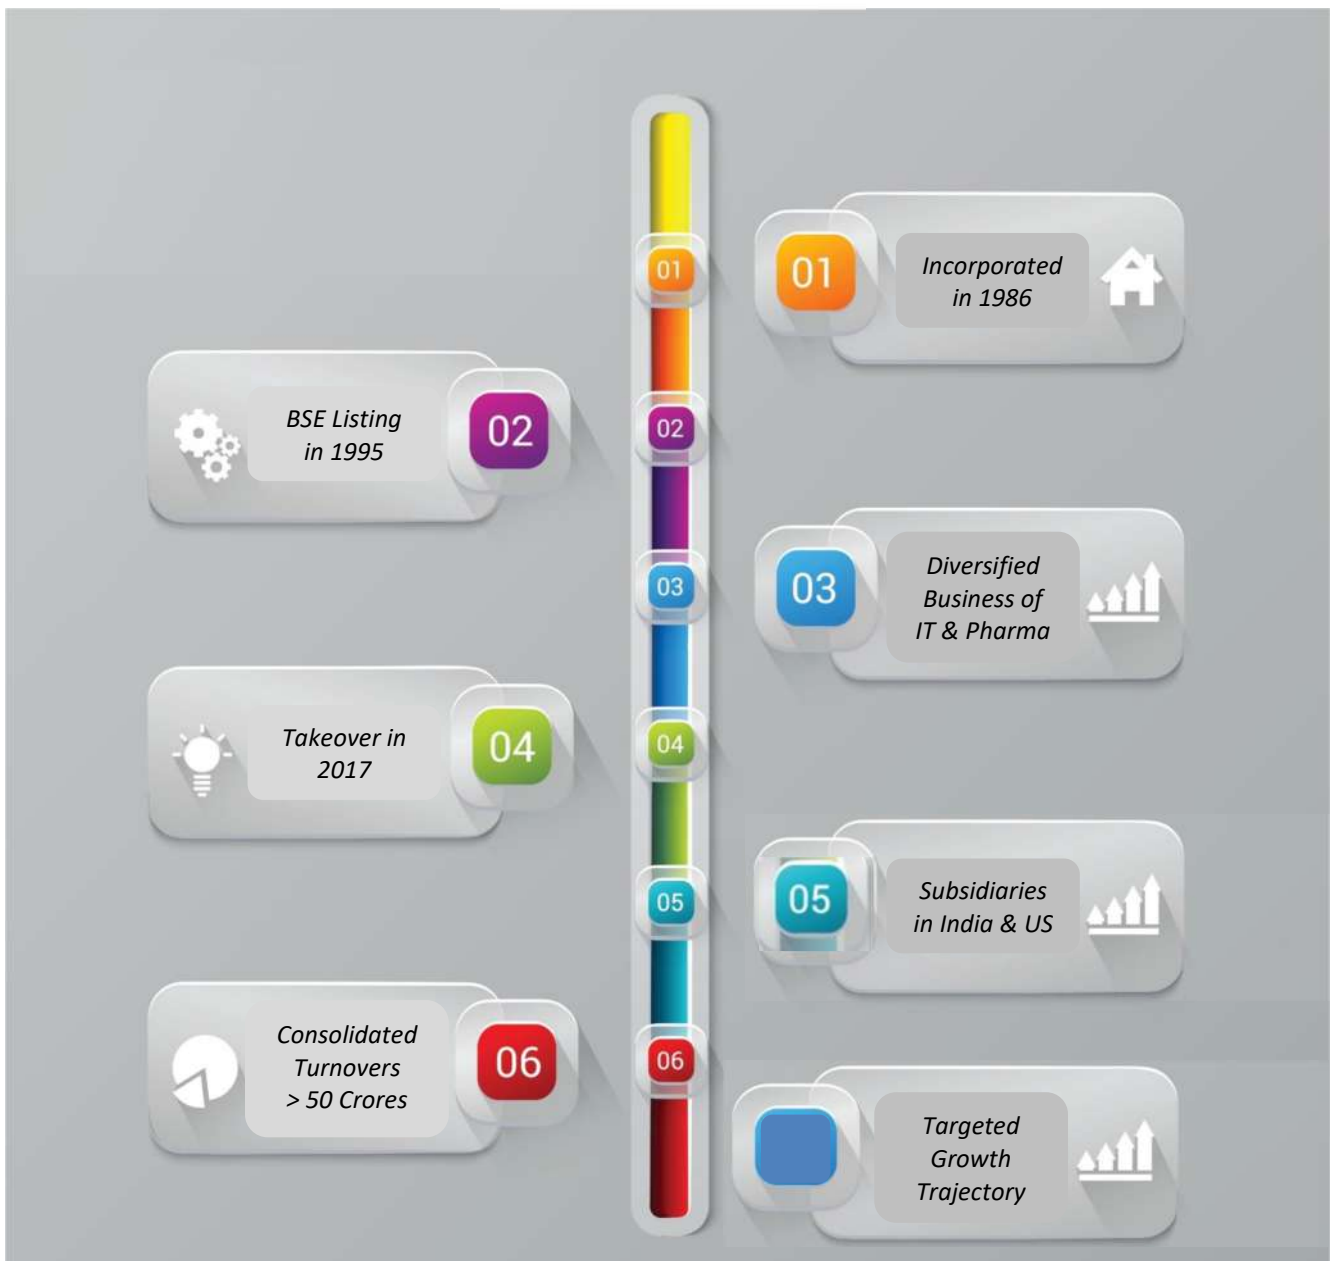 01
01
Incorporated
in 1986
BSE Listing
in 1995
02
02
03
03
Diversified
Business of
IT & Pharma
Takeover in
2017
04
04
05
05
Subsidiaries
in India & US
Consolidated
Turnovers
> 50 Crores
06
06
Targeted
Growth
Trajectory